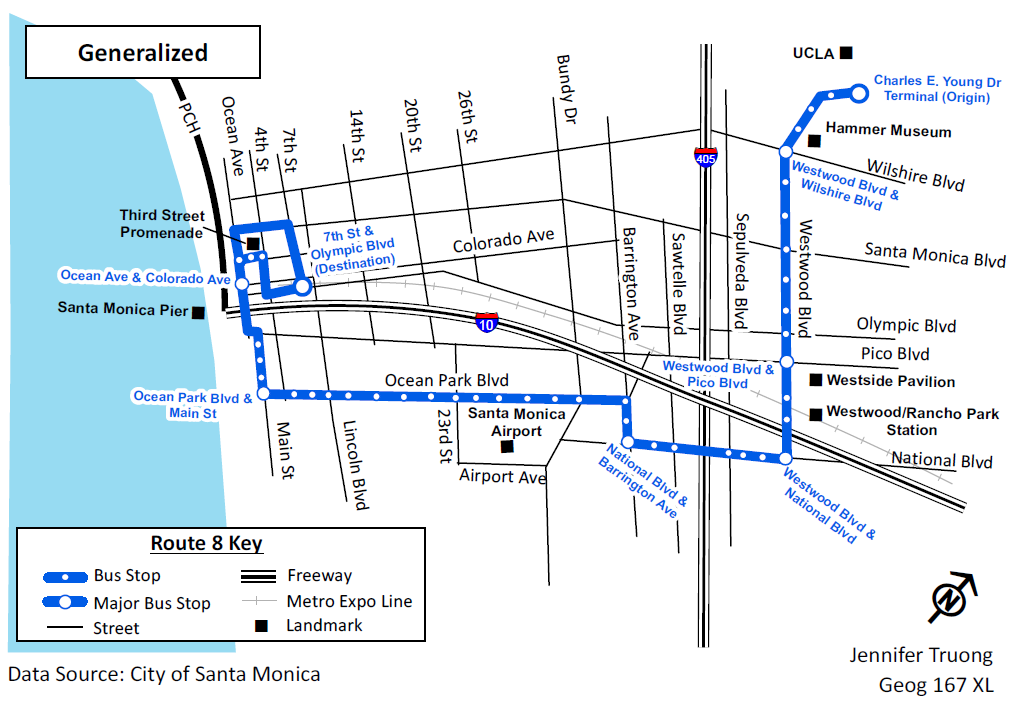 Generalized
UCLA
Charles E. Young Dr
Terminal (Origin)
Hammer Museum
Wilshire Blvd
Westwood Blvd &
Wilshire Blvd
PCH
Ocean Ave
4th St
7th St
14th St
20th St
26th St
Bundy Dr
405
Third Street
Promenade
7th St &
Olympic Blvd
(Destination)
Colorado Ave
Barrington Ave
Sawtelle Blvd
Sepulveda Blvd
Westwood Blvd
Santa Monica Blvd
Ocean Ave & Colorado Ave
Santa Monica Pier
10
Olympic Blvd
Pico Blvd
Westwood Blvd &
Pico Blvd
Westside Pavilion
Ocean Park Blvd
Ocean Park Blvd &
Main St
Westwood/Rancho Park
Station
Santa Monica
Airport
Main St
Lincoln Blvd
23rd St
Airport Ave
National Blvd &
Barrington Ave
National Blvd
Westwood Blvd &
National Blvd
Route 8 Key
Bus Stop
Freeway
Major Bus Stop
Metro Expo Line
Street
Landmark
N
Data Source: City of Santa Monica
Jennifer Truong
Geog 167 XL